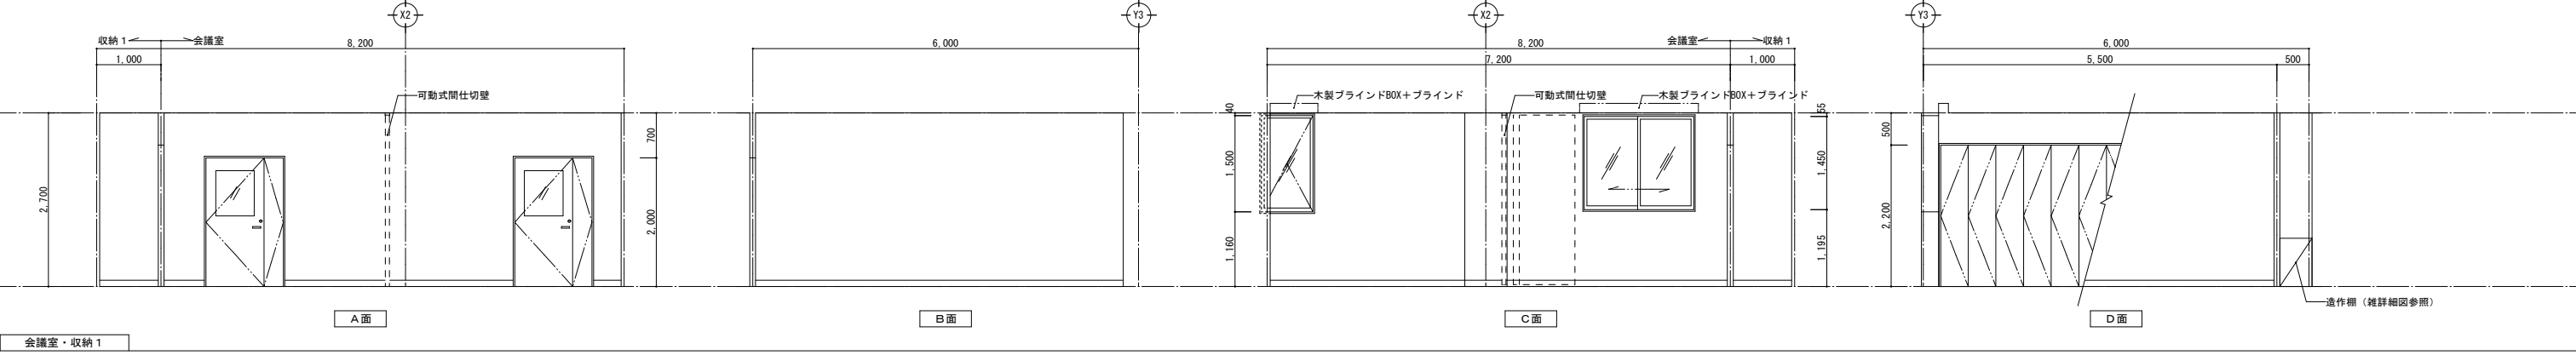 X2
Y3
X2
Y3
収納1
会議室
8,200
6,000
会議室
収納1
8,200
6,000
1,000
7,200
1,000
5,500
500
可動式間仕切壁
木製ブラインドBOX+ブラインド
可動式間仕切壁
木製ブラインドBOX+ブラインド
2,700
700
2,000
40
1,500
1,160
55
1,450
1,195
500
2,200
造作棚(雑詳細図参照)
A面
B面
C面
D面
会議室・収納1